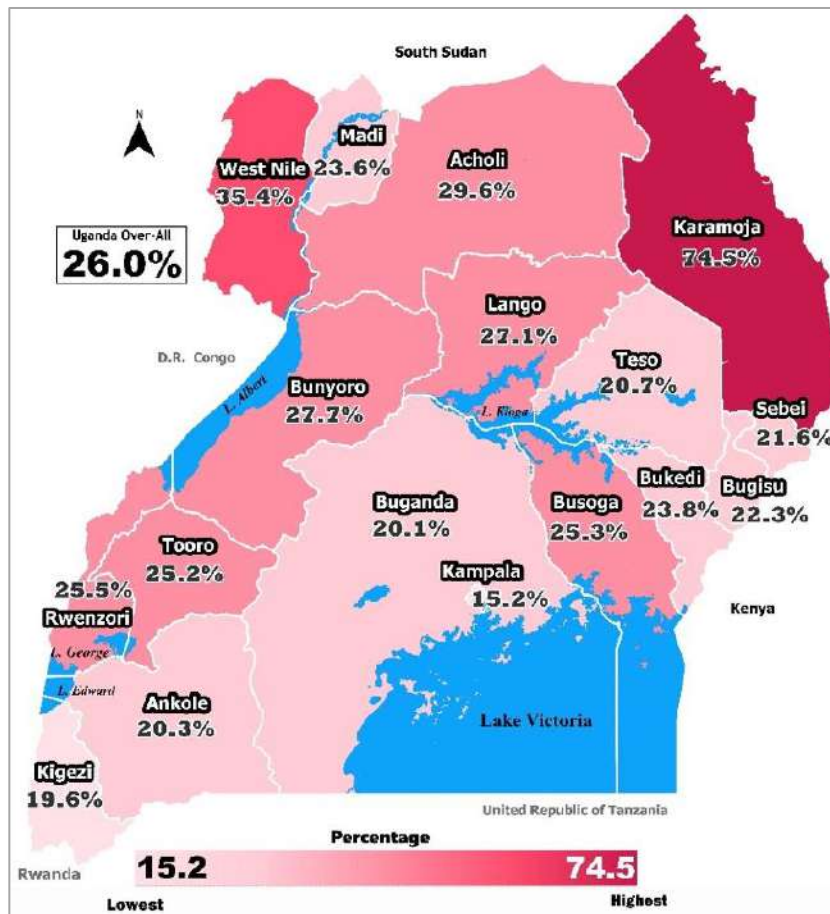 South Sudan
N
Madi
23.6%
West Nile
35.4%
Acholi
29.6%
Karamoja
74.5%
Uganda Over-All
26.0%
Lango
27.1%
D.R. Congo
L. Albert
Bunyoro
27.7%
Teso
20.7%
L. Kioga
Sebei
21.6%
Bukedi
23.8%
Bugisu
22.3%
Buganda
20.1%
Busoga
25.3%
Tooro
25.2%
Kampala
15.2%
25.5%
Rwenzori
Kenya
L. George
L. Edward
Ankole
20.3%
Lake Victoria
Kigezi
19.6%
United Republic of Tanzania
Percentage
15.2
74.5
Rwanda
Lowest
Highest